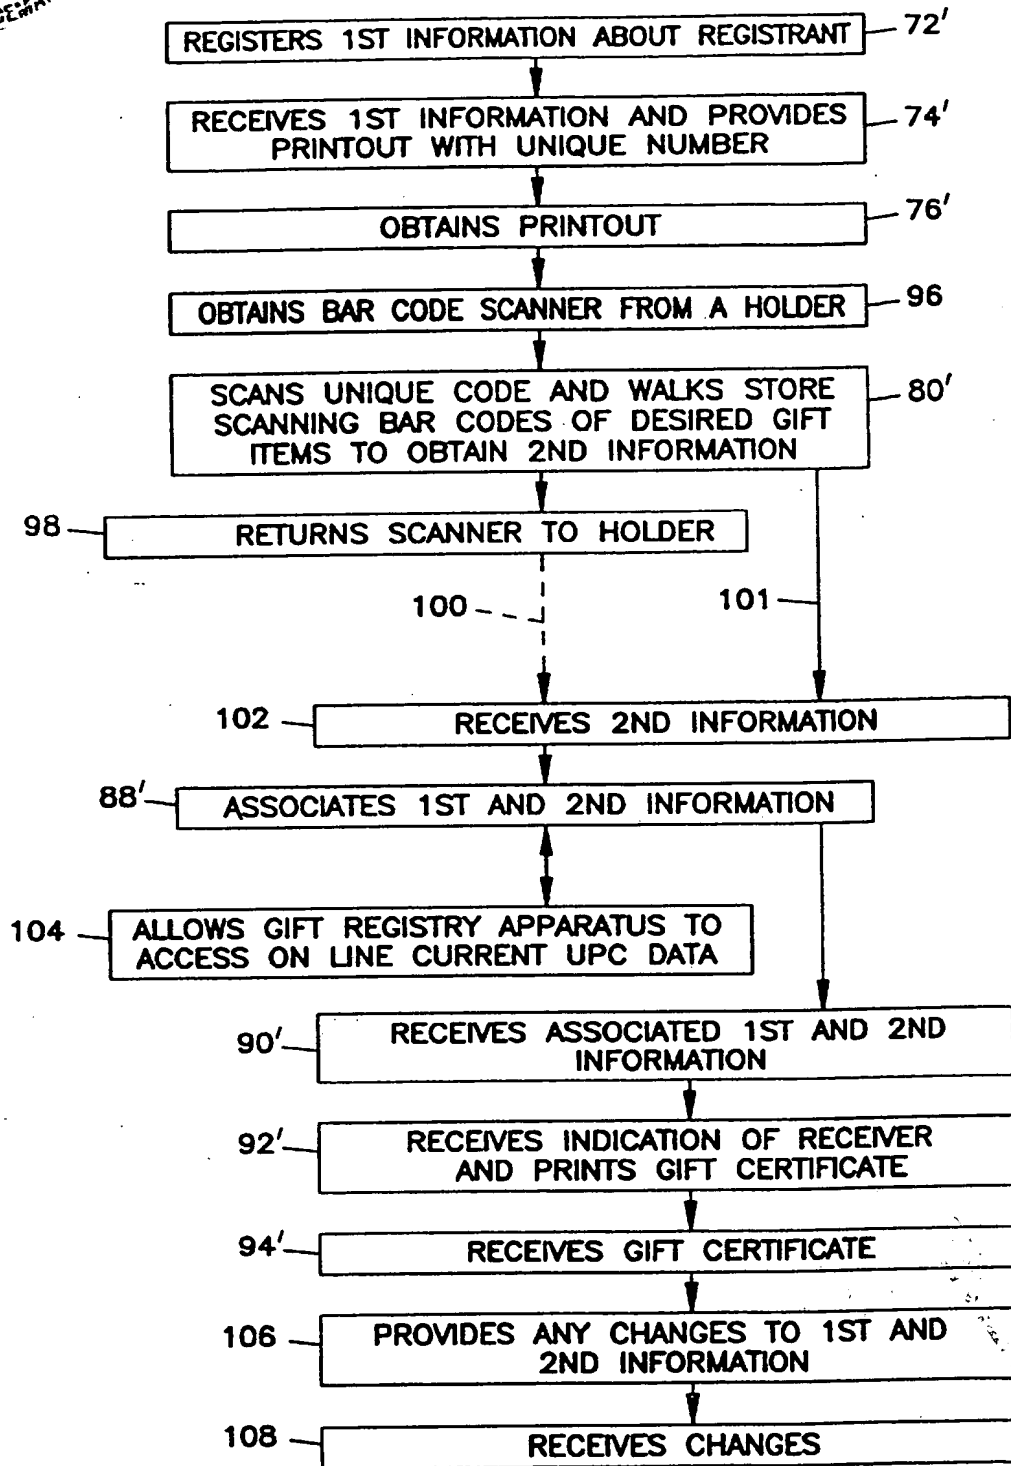 REGISTERS 1ST INFORMATION ABOUT REGISTRANT
72'
RECEIVES 1ST INFORMATION AND PROVIDES
PRINTOUT WITH UNIQUE NUMBER
74'
OBTAINS PRINTOUT
76'
OBTAINS BAR CODE SCANNER FROM A HOLDER
96
SCANS UNIQUE CODE AND WALKS STORE
SCANNING BAR CODES OF DESIRED GIFT
ITEMS TO OBTAIN 2ND INFORMATION
80'
98
RETURNS SCANNER TO HOLDER
100
101
102
RECEIVES 2ND INFORMATION
88'
ASSOCIATES 1ST AND 2ND INFORMATION
104
ALLOWS GIFT REGISTRY APPARATUS TO
ACCESS ON LINE CURRENT UPC DATA
90'
RECEIVES ASSOCIATED 1ST AND 2ND
INFORMATION
92'
RECEIVES INDICATION OF RECEIVER
AND PRINTS GIFT CERTIFICATE
94'
RECEIVES GIFT CERTIFICATE
106
PROVIDES ANY CHANGES TO 1ST AND
2ND INFORMATION
108
RECEIVES CHANGES